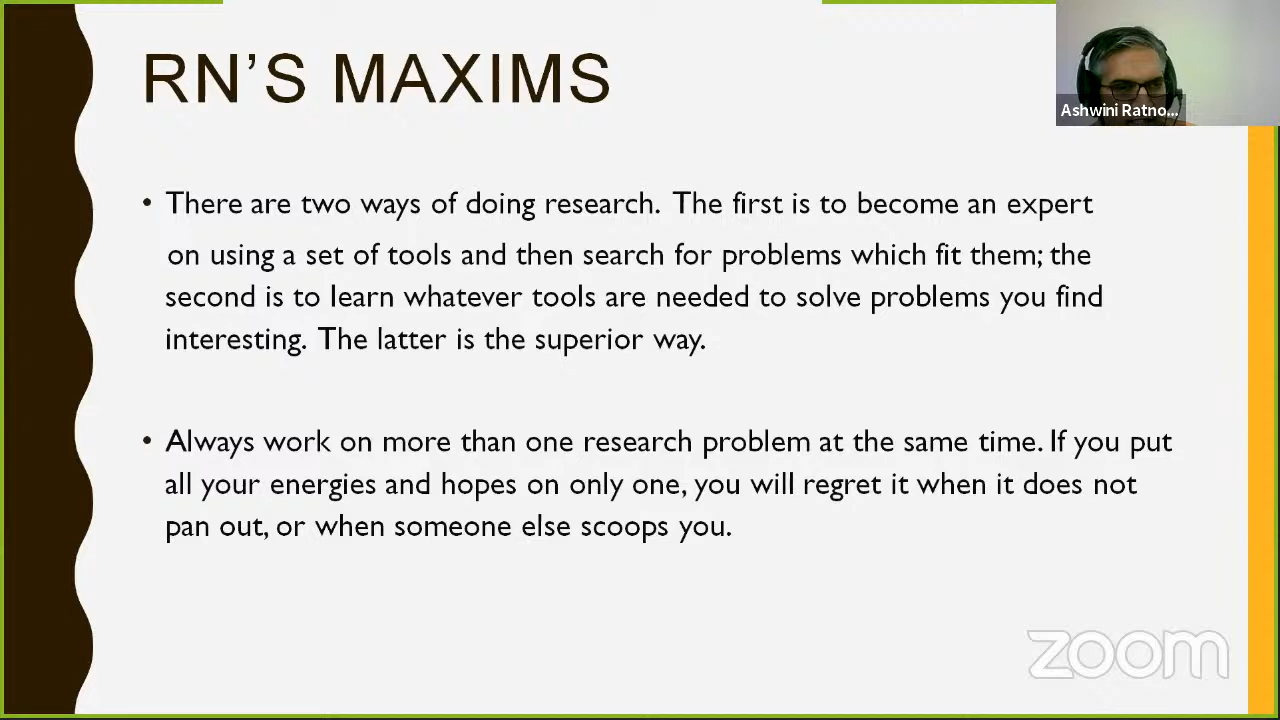 RN'S MAXIMS
Ashwini Ratno...
• There are two ways of doing research. The first is to become an expert
on using a set of tools and then search for problems which fit them; the
second is to learn whatever tools are needed to solve problems you find
interesting. The latter is the superior way.
• Always work on more than one research problem at the same time. If you put
all your energies and hopes on only one, you will regret it when it does not
pan out, or when someone else scoops you.
zoom